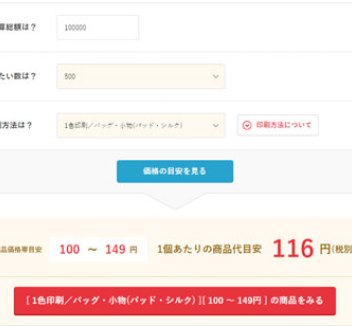 算総額は？ 100000
たい数は？ 500
刷方法は？ 1色印刷／バッグ・小物(パッド・シルク) 印刷方法について
価格の目安を見る
品価格帯目安 100 ～ 149 円 1個あたりの商品代目安 116 円(税別
[ 1色印刷／バッグ・小物(パッド・シルク) ][ 100 ～ 149円 ] の商品をみる